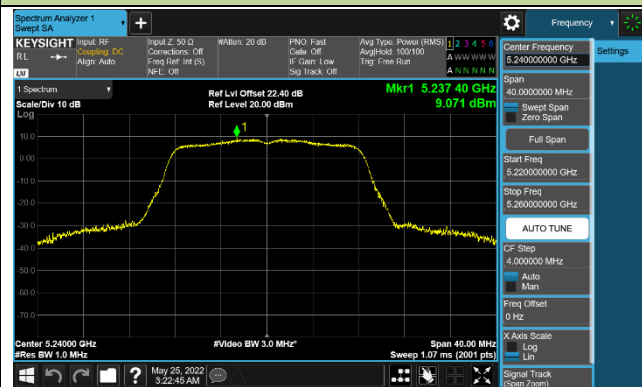 Spectrum Analyzer 1
Swept SA
+
Frequency
KEYSIGHT
RL
LXI
Input: RF
Coupling: DC
Align: Auto
Input Z: 50 Ω
Corrections: Off
Freq Ref: Int (S)
NFE: Off
#Atten: 20 dB
PNO: Fast
Gate: Off
IF Gain: Low
Sig Track: Off
Avg Type: Power (RMS)
Avg|Hold: 100/100
Trig: Free Run
1 2 3 4 5 6
A W W W W W
A N N N N N
1 Spectrum
Scale/Div 10 dB
Log
Ref Lvl Offset 22.40 dB
Ref Level 20.00 dBm
Mkr1 5.237 40 GHz
9.071 dBm
1
10.0
0.00
-10.0
-20.0
-30.0
-40.0
-50.0
-60.0
-70.0
Center 5.24000 GHz
#Res BW 1.0 MHz
#Video BW 3.0 MHz*
Span 40.00 MHz
Sweep 1.07 ms (2001 pts)
?
May 25, 2022
3:22:45 AM
Center Frequency
5.240000000 GHz
Span
40.0000000 MHz
Swept Span
Zero Span
Full Span
Start Freq
5.220000000 GHz
Stop Freq
5.260000000 GHz
AUTO TUNE
CF Step
4.000000 MHz
Auto
Man
Freq Offset
0 Hz
X Axis Scale
Log
Lin
Signal Track
(Span Zoom)
Settings